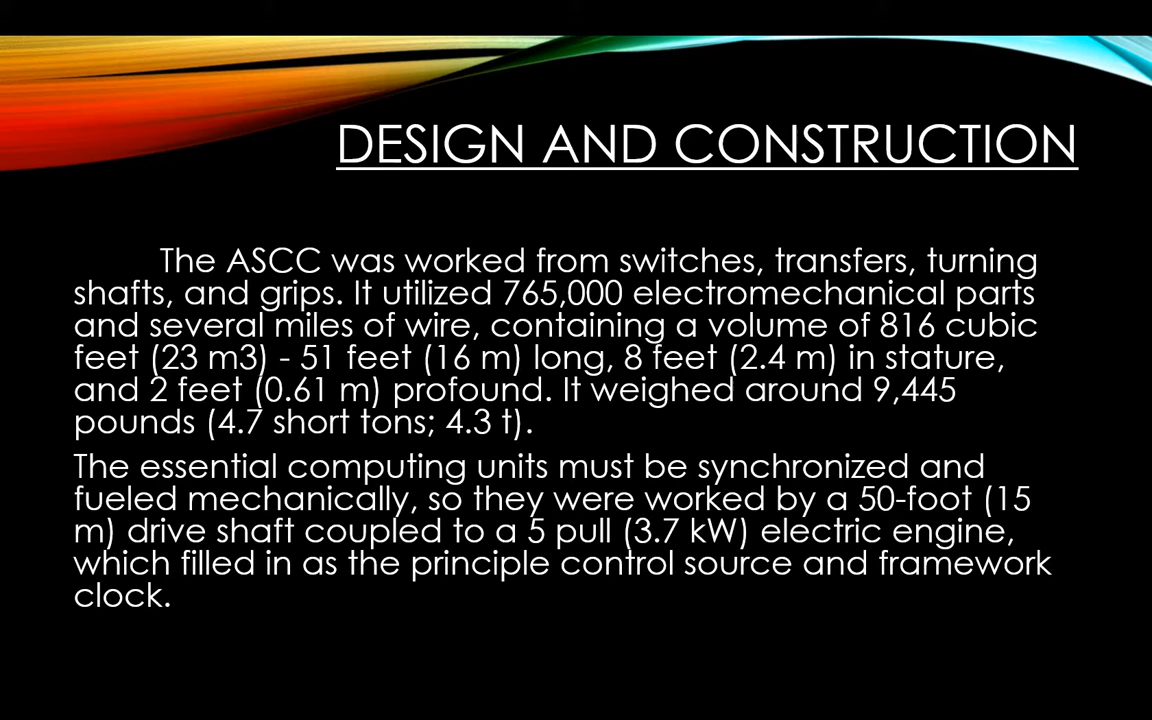 DESIGN AND CONSTRUCTION
The ASCC was worked from switches, transfers, turning
shafts, and grips. It utilized 765,000 electromechanical parts
and several miles of wire, containing a volume of 816 cubic
feet (23 m3) - 51 feet (16 m) long, 8 feet (2.4 m) in stature,
and 2 feet (0.61 m) profound. It weighed around 9,445
pounds (4.7 short tons; 4.3 t).
The essential computing units must be synchronized and
fueled mechanically, so they were worked by a 50-foot (15
m) drive shaft coupled to a 5 pull (3.7 kW) electric engine,
which filled in as the principle control source and framework
clock.